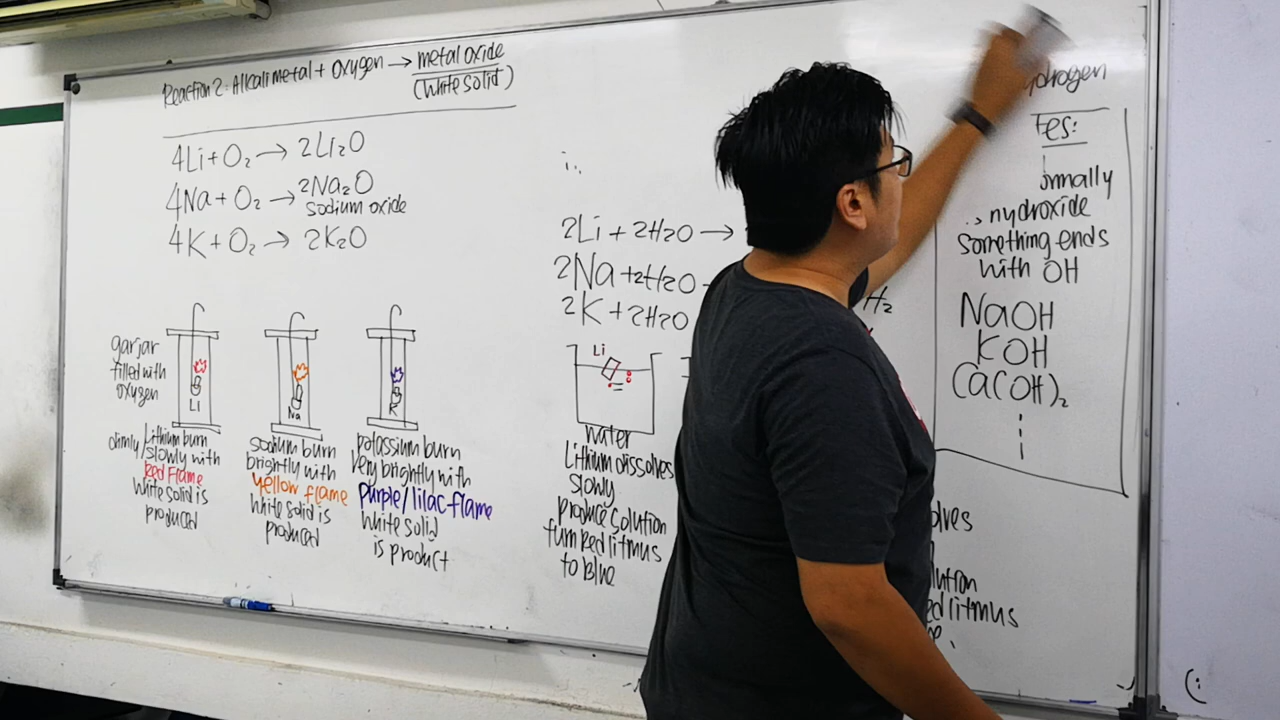 Reaction 2: Alkali metal + oxygen → metal oxide
(white solid)
4Li + O₂ → 2Li₂O
4Na + O₂ → 2Na₂O
sodium oxide
4K + O₂ → 2K₂O
gas jar
filled with
oxygen
Li
Lithium burn
dimly/slowly with
Red Flame
White solid is
produced
Na
sodium burn
brightly with
yellow flame
White solid is
produced
K
potassium burn
very brightly with
purple/lilac flame
white solid
is product
2Li + 2H₂O →
2Na + 2H₂O
2K + 2H₂O
H₂
Li
water
Lithium dissolves
slowly
produce solution
turn Red litmus
to Blue
ydrogen
tes:
ormally
hydroxide
something ends
with OH
NaOH
KOH
Ca(OH)₂
olves
lution
ed litmus